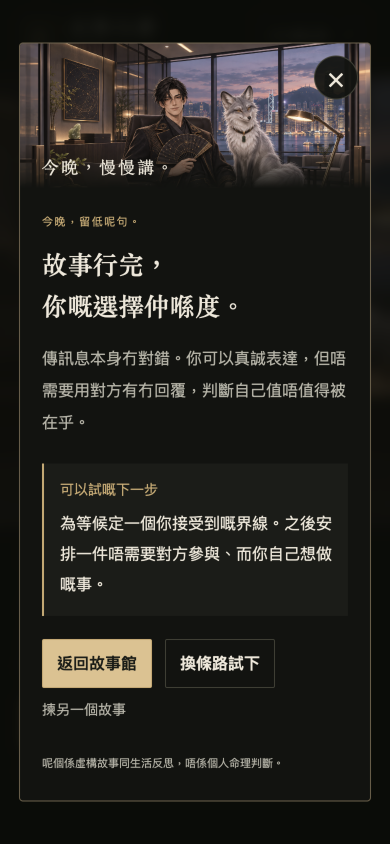 今晚，慢慢講。
今晚，留低呢句。
故事行完，
你嘅選擇仲喺度。
傳訊息本身冇對錯。你可以真誠表達，但唔
需要用對方有冇回覆，判斷自己值唔值得被
在乎。
可以試嘅下一步
為等候定一個你接受到嘅界線。之後安
排一件唔需要對方參與、而你自己想做
嘅事。
返回故事館
換條路試下
揀另一個故事
呢個係虛構故事同生活反思，唔係個人命理判斷。